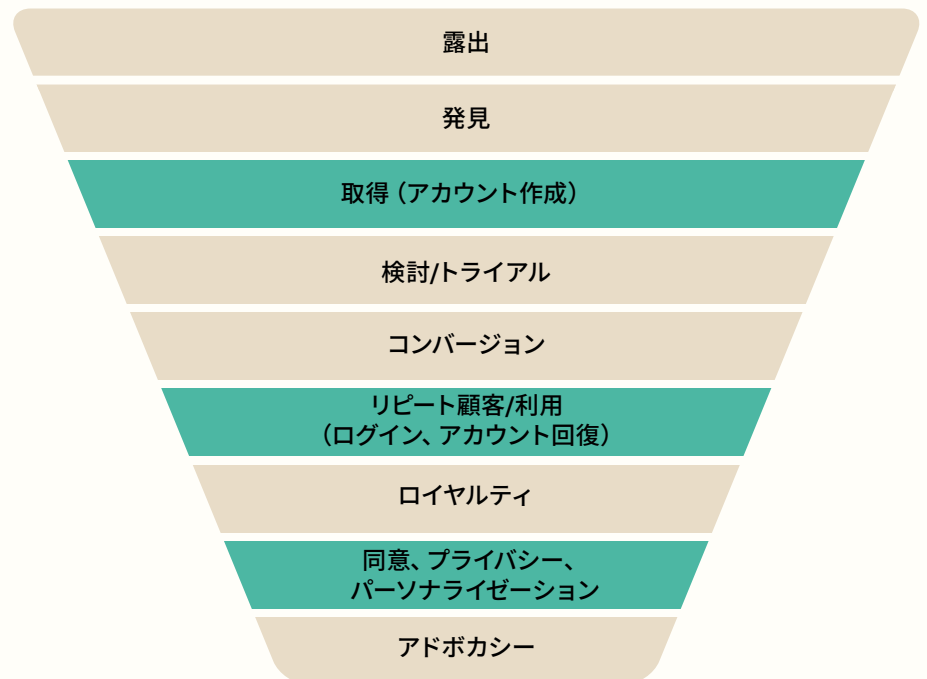 露出
発見
取得（アカウント作成）
検討/トライアル
コンバージョン
リピート顧客/利用
（ログイン、アカウント回復）
ロイヤルティ
同意、プライバシー、
パーソナライゼーション
アドボカシー